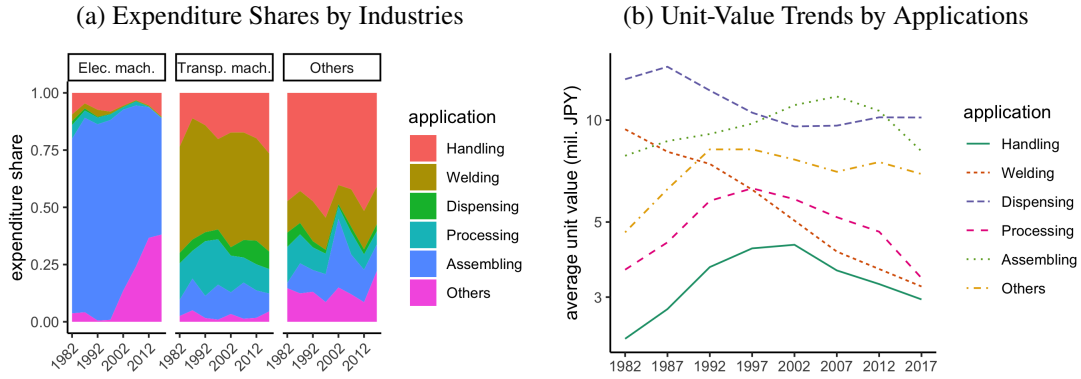 (a) Expenditure Shares by Industries
Elec. mach. Transp. mach. Others
expenditure share
1.00
0.75
0.50
0.25
0.00
1982 1992 2002 2012 1982 1992 2002 2012 1982 1992 2002 2012
application
Handling
Welding
Dispensing
Processing
Assembling
Others
(b) Unit-Value Trends by Applications
average unit value (mil. JPY)
10
5
3
1982 1987 1992 1997 2002 2007 2012 2017
application
Handling
Welding
Dispensing
Processing
Assembling
Others